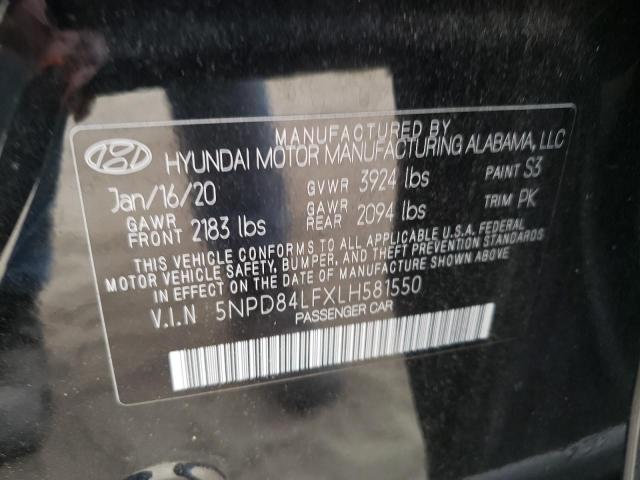 MANUFACTURED BY
HYUNDAI MOTOR MANUFACTURING ALABAMA, LLC
Jan/16/20 GVWR 3924 lbs PAINT S3
GAWR FRONT 2183 lbs GAWR REAR 2094 lbs TRIM PK
THIS VEHICLE CONFORMS TO ALL APPLICABLE U.S.A. FEDERAL
MOTOR VEHICLE SAFETY, BUMPER, AND THEFT PREVENTION STANDARDS
IN EFFECT ON THE DATE OF MANUFACTURE SHOWN ABOVE
V.I.N 5NPD84LFXLH581550
PASSENGER CAR